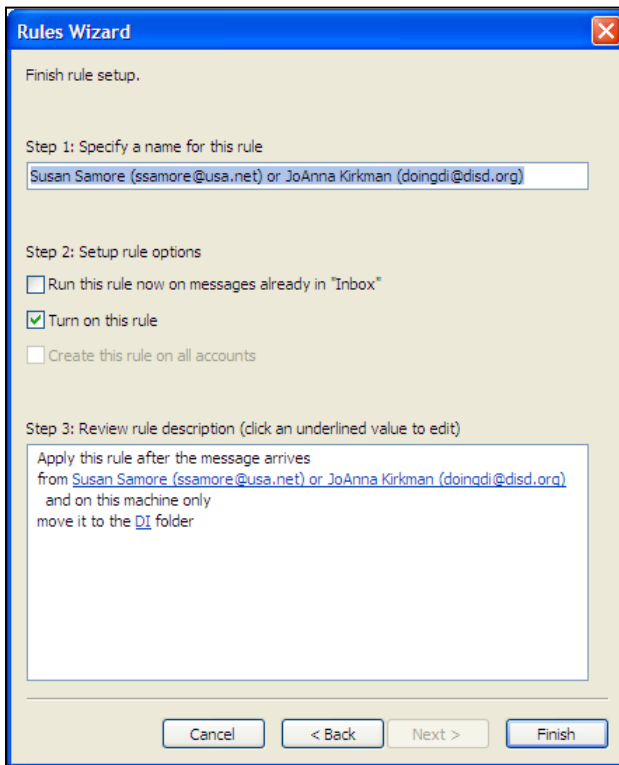 Rules Wizard
Finish rule setup.
Step 1: Specify a name for this rule
Susan Samore (ssamore@usa.net) or JoAnna Kirkman (doingdi@disd.org)
Step 2: Setup rule options
Run this rule now on messages already in "Inbox"
Turn on this rule
Create this rule on all accounts
Step 3: Review rule description (click an underlined value to edit)
Apply this rule after the message arrives
from Susan Samore (ssamore@usa.net) or JoAnna Kirkman (doingdi@disd.org)
and on this machine only
move it to the DI folder
Cancel < Back Next > Finish